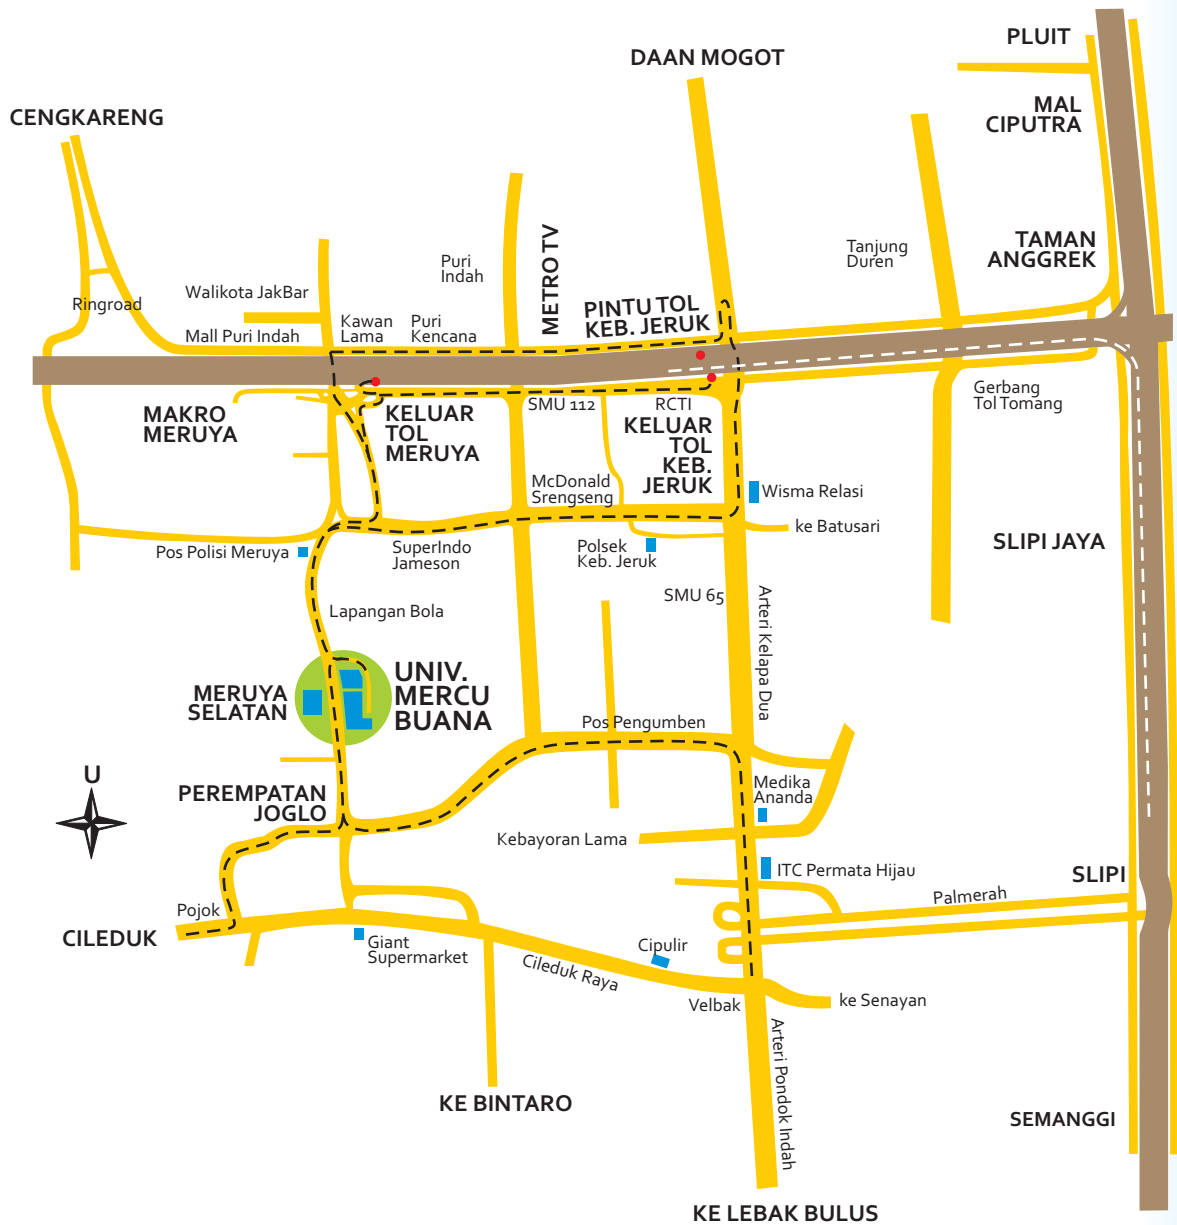 PLUIT
DAAN MOGOT
MAL
CIPUTRA
CENGKARENG
METRO TV
TAMAN
ANGGREK
Tanjung
Duren
Puri
Indah
Walikota JakBar
Ringroad
PINTU TOL
KEB. JERUK
Mall Puri Indah
Kawan
Lama
Puri
Kencana
Gerbang
Tol Tomang
MAKRO
MERUYA
KELUAR
TOL
MERUYA
SMU 112
RCTI
KELUAR
TOL
KEB.
JERUK
McDonald
Srengseng
Wisma Relasi
ke Batusari
Pos Polisi Meruya
SuperIndo
Jameson
Polsek
Keb. Jeruk
SLIPI JAYA
SMU 65
Arteri Kelapa Dua
Lapangan Bola
UNIV.
MERCU
BUANA
MERUYA
SELATAN
Pos Pengumben
U
PEREMPATAN
JOGLO
Medika
Ananda
Kebayoran Lama
ITC Permata Hijau
SLIPI
Palmerah
Pojok
CILEDUK
Giant
Supermarket
Cileduk Raya
Cipulir
Velbak
ke Senayan
Arteri Pondok Indah
KE BINTARO
SEMANGGI
KE LEBAK BULUS